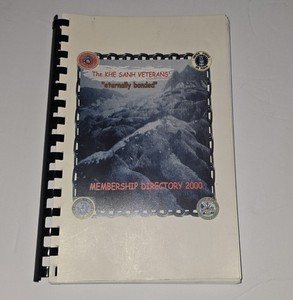 The KHE SANH VETERANS'
"eternally bonded"
MEMBERSHIP DIRECTORY 2000